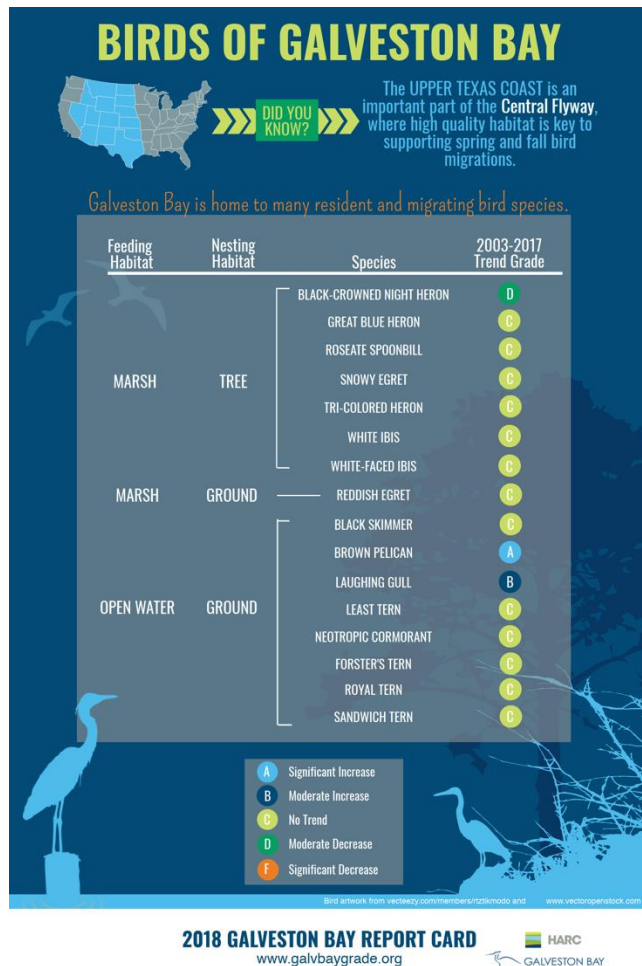 BIRDS OF GALVESTON BAY
DID YOU
KNOW?
The UPPER TEXAS COAST is an
important part of the Central Flyway,
where high quality habitat is key to
supporting spring and fall bird
migrations.
Galveston Bay is home to many resident and migrating bird species.
Feeding Habitat Nesting Habitat Species 2003-2017 Trend Grade
BLACK-CROWNED NIGHT HERON D
GREAT BLUE HERON C
ROSEATE SPOONBILL C
MARSH TREE SNOWY EGRET C
TRI-COLORED HERON C
WHITE IBIS C
WHITE-FACED IBIS C
MARSH GROUND REDDISH EGRET C
BLACK SKIMMER C
BROWN PELICAN A
LAUGHING GULL B
OPEN WATER GROUND LEAST TERN C
NEOTROPIC CORMORANT C
FORSTER'S TERN C
ROYAL TERN C
SANDWICH TERN C
A Significant Increase
B Moderate Increase
C No Trend
D Moderate Decrease
F Significant Decrease
Bird artwork from vecteezy.com/members/rtztikmodo and www.vectoropenstock.com
2018 GALVESTON BAY REPORT CARD
www.galvbaygrade.org
HARC
GALVESTON BAY